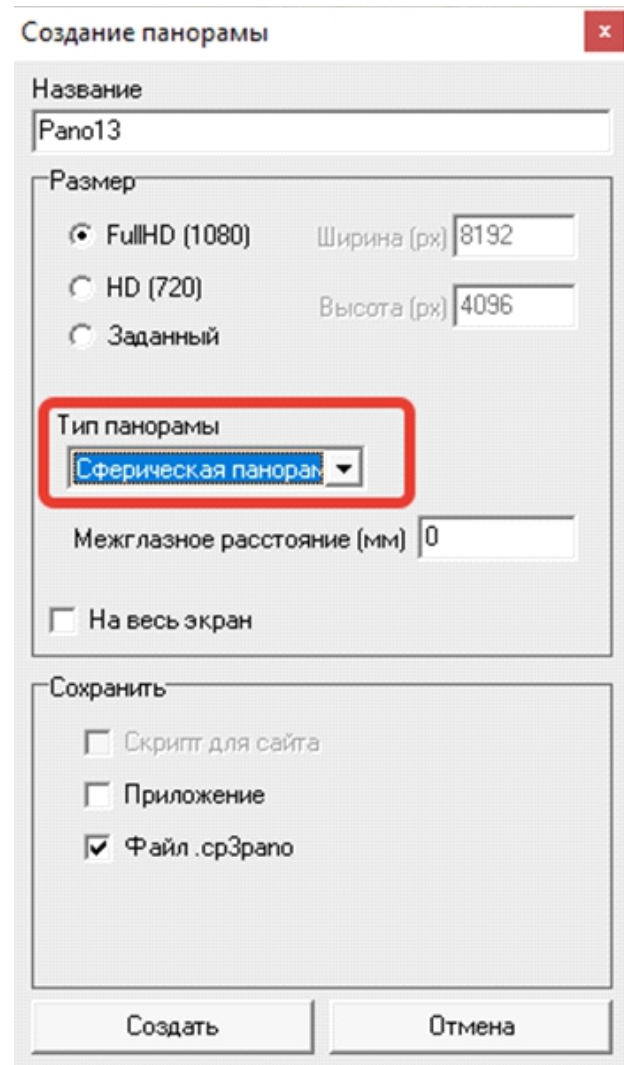 Создание панорамы
x
Название
Pano13
Размер
FullHD (1080)
Ширина (px) 8192
HD (720)
Высота (px) 4096
Заданный
Тип панорамы
Сферическая панорам
Межглазное расстояние (мм) 0
На весь экран
Сохранить
Скрипт для сайта
Приложение
Файл .cp3pano
Создать
Отмена